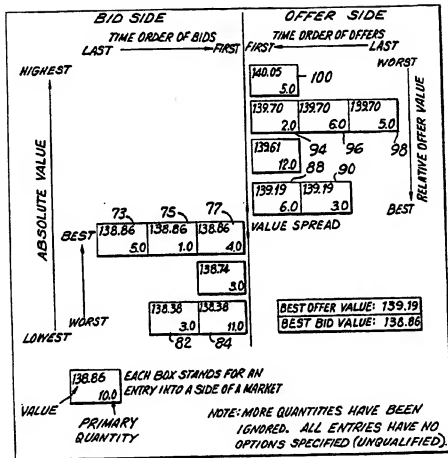 BID SIDE
OFFER SIDE
TIME ORDER OF BIDS
LAST FIRST
TIME ORDER OF OFFERS
FIRST LAST
HIGHEST
LOWEST
ABSOLUTE VALUE
WORST
BEST
RELATIVE OFFER VALUE
140.05
5.0
100
139.70 139.70 139.70
2.0 6.0 5.0
94 96 98
139.61
12.0
88 90
139.19 139.19
6.0 3.0
VALUE SPREAD
73 75 77
BEST
138.86 138.86 138.86
5.0 1.0 4.0
138.74
3.0
WORST
138.38 138.38
3.0 11.0
82 84
BEST OFFER VALUE: 139.19
BEST BID VALUE: 138.86
138.86
10.0
EACH BOX STANDS FOR AN
ENTRY INTO A SIDE OF A MARKET
VALUE
PRIMARY
QUANTITY
NOTE: MORE QUANTITIES HAVE BEEN
IGNORED. ALL ENTRIES HAVE NO
OPTIONS SPECIFIED (UNQUALIFIED).